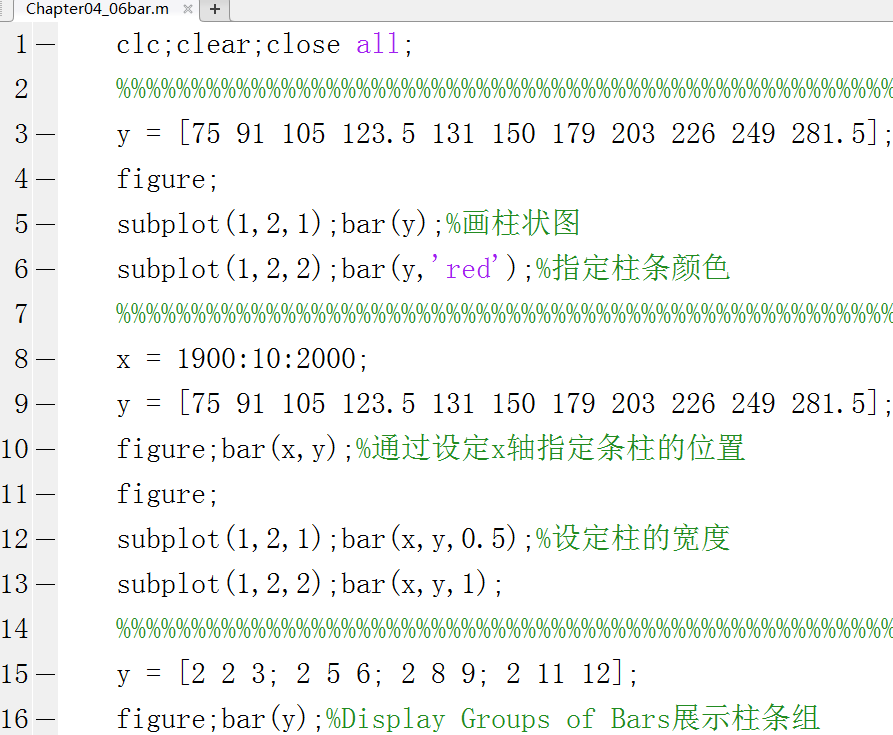 Chapter04_06bar.m × +
1 — clc;clear;close all;
2 %%%%%%%%%%%%%%%%%%%%%%%%%%%%%%%%%%%%%%%%%%%%%%%%%%%%
3 — y = [75 91 105 123.5 131 150 179 203 226 249 281.5];
4 — figure;
5 — subplot(1,2,1);bar(y);%画柱状图
6 — subplot(1,2,2);bar(y,'red');%指定柱条颜色
7 %%%%%%%%%%%%%%%%%%%%%%%%%%%%%%%%%%%%%%%%%%%%%%%%%%%%
8 — x = 1900:10:2000;
9 — y = [75 91 105 123.5 131 150 179 203 226 249 281.5];
10 — figure;bar(x,y);%通过设定x轴指定条柱的位置
11 — figure;
12 — subplot(1,2,1);bar(x,y,0.5);%设定柱的宽度
13 — subplot(1,2,2);bar(x,y,1);
14 %%%%%%%%%%%%%%%%%%%%%%%%%%%%%%%%%%%%%%%%%%%%%%%%%%%%
15 — y = [2 2 3; 2 5 6; 2 8 9; 2 11 12];
16 — figure;bar(y);%Display Groups of Bars展示柱条组